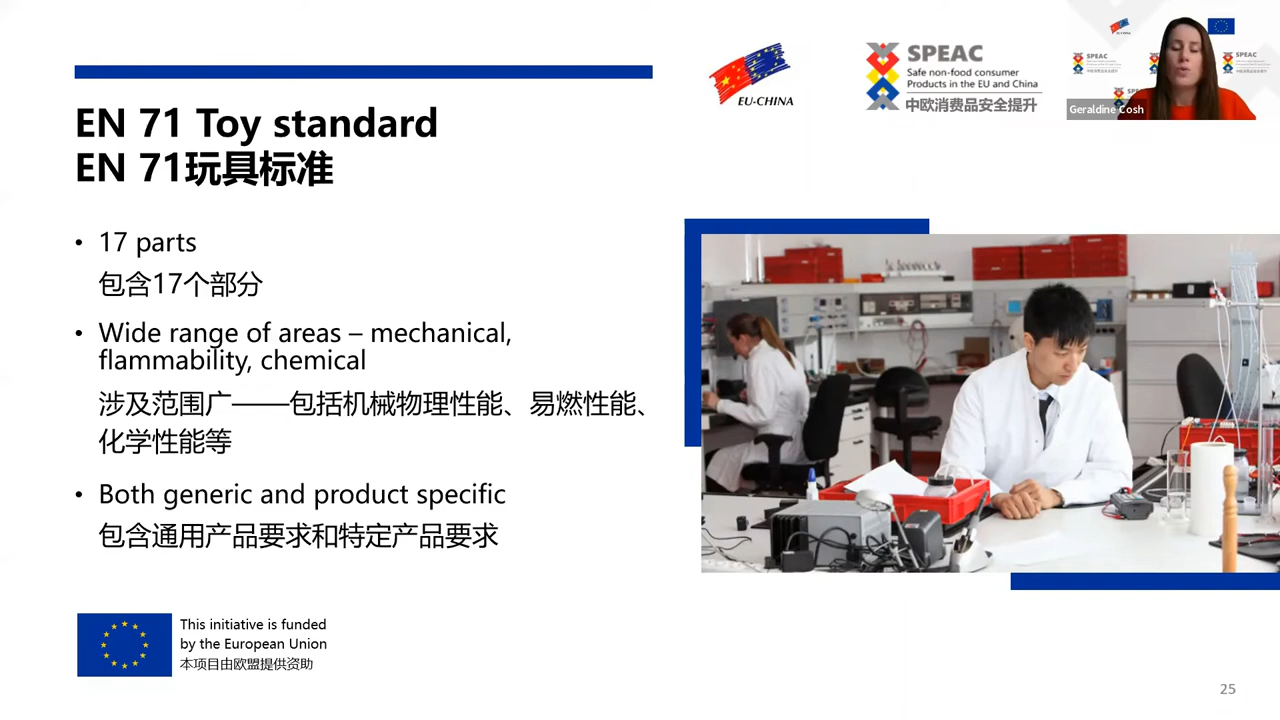 EN 71 Toy standard
EN 71玩具标准
• 17 parts
包含17个部分
• Wide range of areas – mechanical,
flammability, chemical
涉及范围广——包括机械物理性能、易燃性能、
化学性能等
• Both generic and product specific
包含通用产品要求和特定产品要求
This initiative is funded
by the European Union
本项目由欧盟提供资助
EU-CHINA
SPEAC
Safe non-food consumer
Products in the EU and China
中欧消费品安全提升
SPEAC
SPEAC
Geraldine Cosh
25